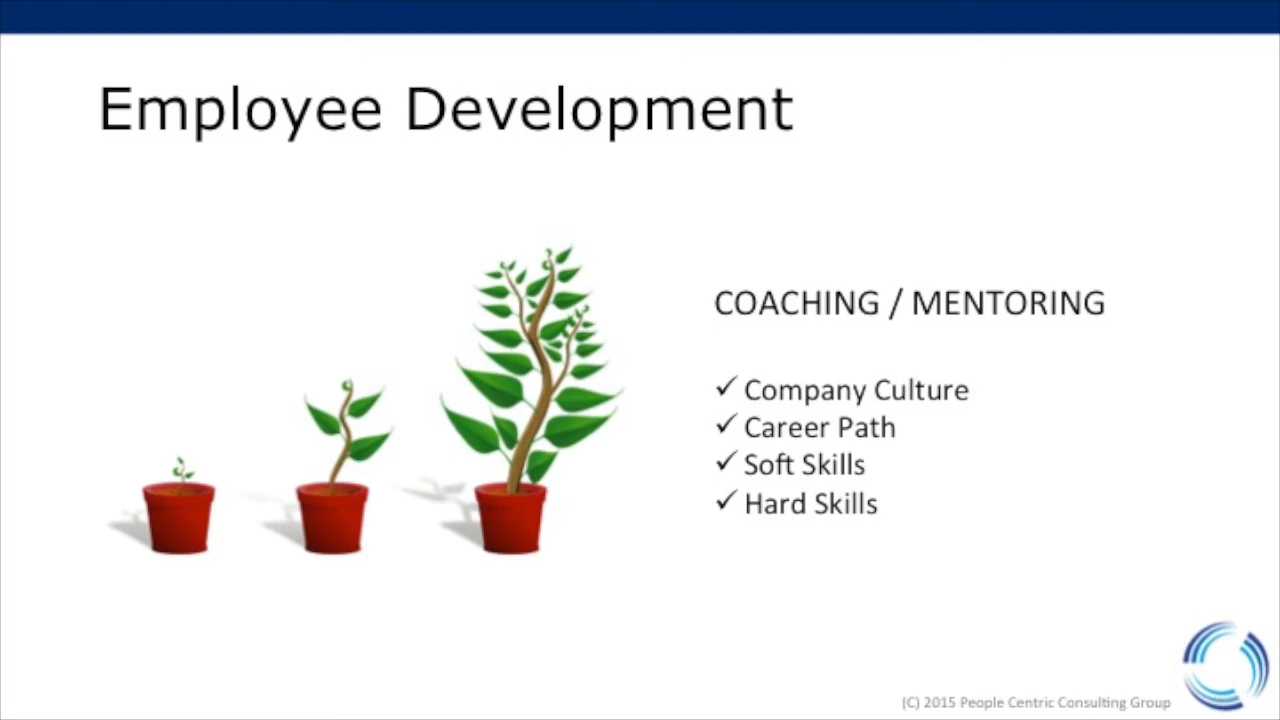 Employee Development
COACHING / MENTORING
✓ Company Culture
✓ Career Path
✓ Soft Skills
✓ Hard Skills
(C) 2015 People Centric Consulting Group